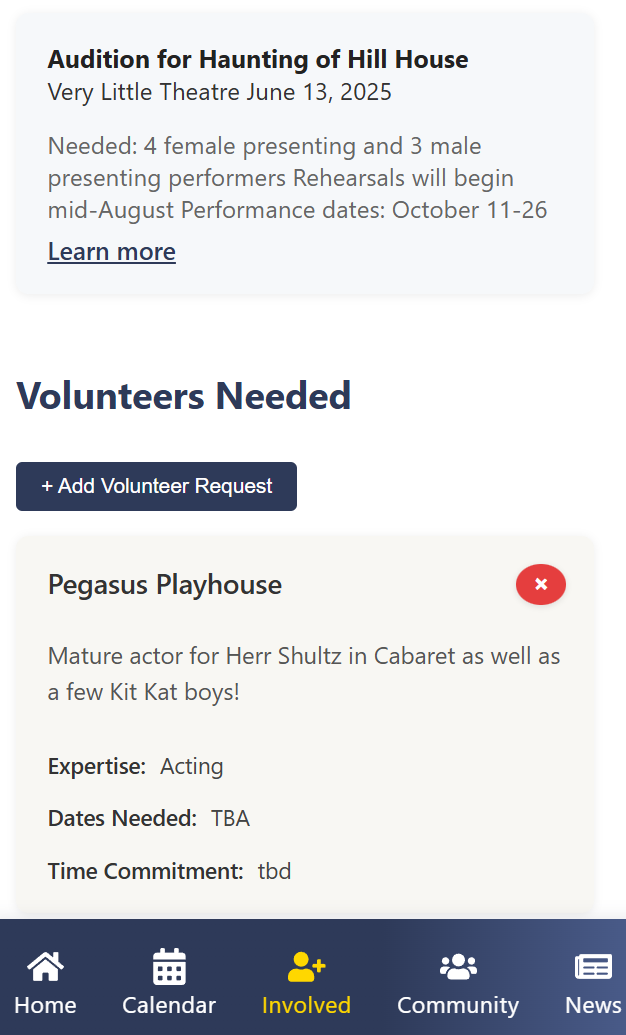 Audition for Haunting of Hill House
Very Little Theatre June 13, 2025
Needed: 4 female presenting and 3 male
presenting performers Rehearsals will begin
mid-August Performance dates: October 11-26
Learn more
Volunteers Needed
+ Add Volunteer Request
Pegasus Playhouse
Mature actor for Herr Shultz in Cabaret as well as
a few Kit Kat boys!
Expertise: Acting
Dates Needed: TBA
Time Commitment: tbd
Home Calendar Involved Community News